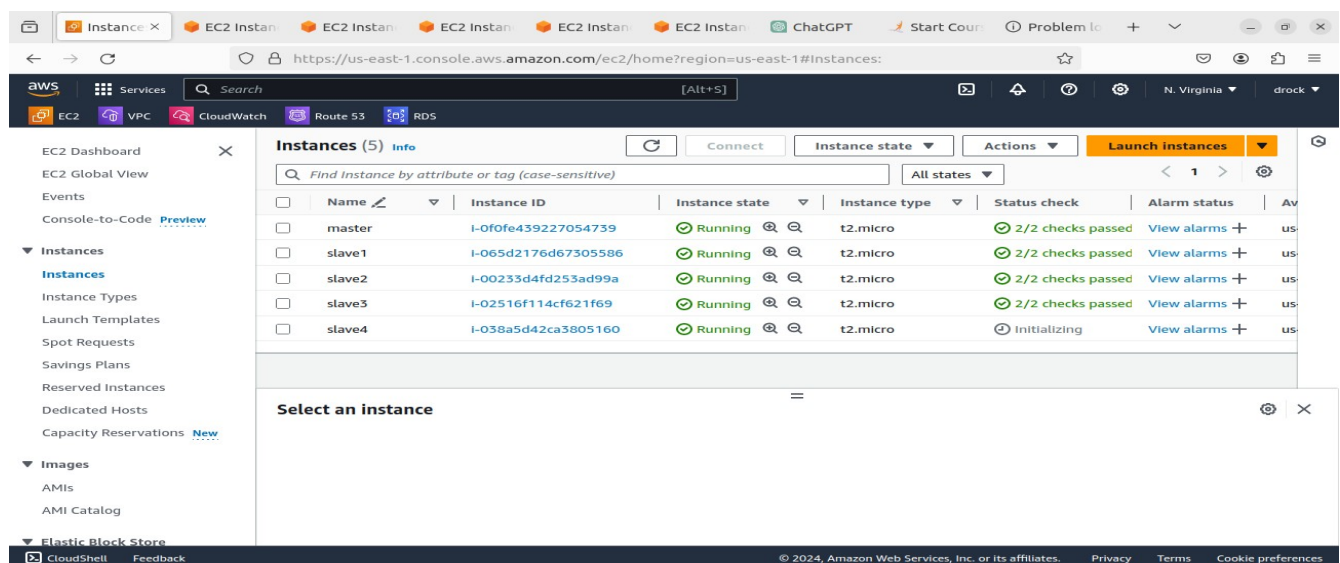 Instance
EC2 Instan
EC2 Instan
EC2 Instan
EC2 Instan
EC2 Instan
ChatGPT
Start Cour
Problem lo
https://us-east-1.console.aws.amazon.com/ec2/home?region=us-east-1#Instances:
aws Services Search [Alt+S] N. Virginia drock
EC2 VPC CloudWatch Route 53 RDS
EC2 Dashboard
EC2 Global View
Events
Console-to-Code Preview
Instances
Instances
Instance Types
Launch Templates
Spot Requests
Savings Plans
Reserved Instances
Dedicated Hosts
Capacity Reservations New
Images
AMIs
AMI Catalog
Elastic Block Store
Instances (5) Info Connect Instance state Actions Launch instances
Find Instance by attribute or tag (case-sensitive) All states 1
Name Instance ID Instance state Instance type Status check Alarm status Av
master i-0f0fe439227054739 Running t2.micro 2/2 checks passed View alarms us-
slave1 i-065d2176d67305586 Running t2.micro 2/2 checks passed View alarms us-
slave2 i-00233d4fd253ad99a Running t2.micro 2/2 checks passed View alarms us-
slave3 i-02516f114cf621f69 Running t2.micro 2/2 checks passed View alarms us-
slave4 i-038a5d42ca3805160 Running t2.micro Initializing View alarms us-
Select an instance
CloudShell Feedback © 2024, Amazon Web Services, Inc. or its affiliates. Privacy Terms Cookie preferences